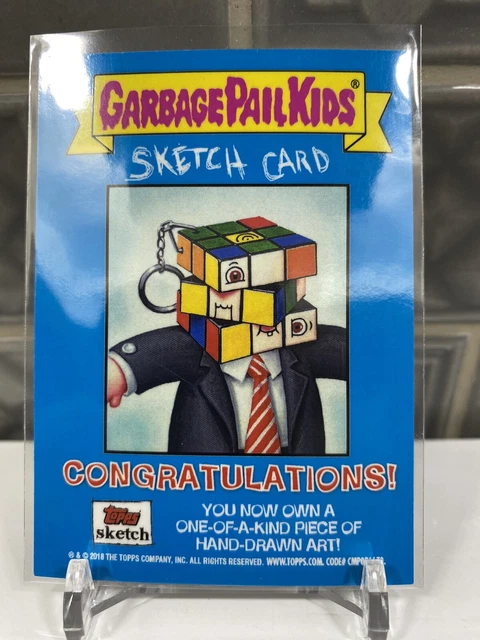 GARBAGE PAIL KIDS®
SKETCH CARD
CONGRATULATIONS!
Topps
sketch
YOU NOW OWN A
ONE-OF-A-KIND PIECE OF
HAND-DRAWN ART!
® & © 2018 THE TOPPS COMPANY, INC. ALL RIGHTS RESERVED. WWW.TOPPS.COM. CODE#